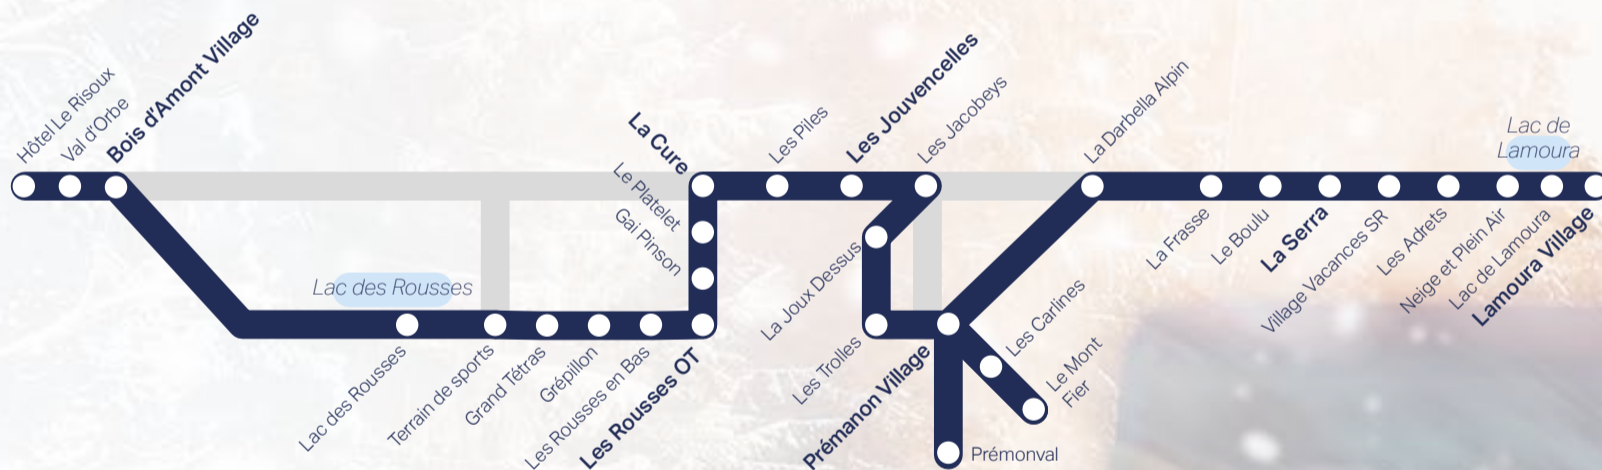 Hôtel Le Risoux
Val d'Orbe
Bois d'Amont Village
Lac des Rousses
Lac des Rousses
Terrain de sports
Grand Tétras
Grépillon
Les Rousses en Bas
Les Rousses OT
Gai Pinson
Le Platelet
La Cure
Les Piles
Les Jouvencelles
Les Jacobeys
La Joux Dessus
Les Trolles
Prémanon Village
Les Carlines
Le Mont
Fier
Prémonval
La Darbella Alpin
La Frasse
Le Boulu
La Serra
Village Vacances SR
Les Adrets
Neige et Plein Air
Lac de Lamoura
Lamoura Village
Lac de
Lamoura